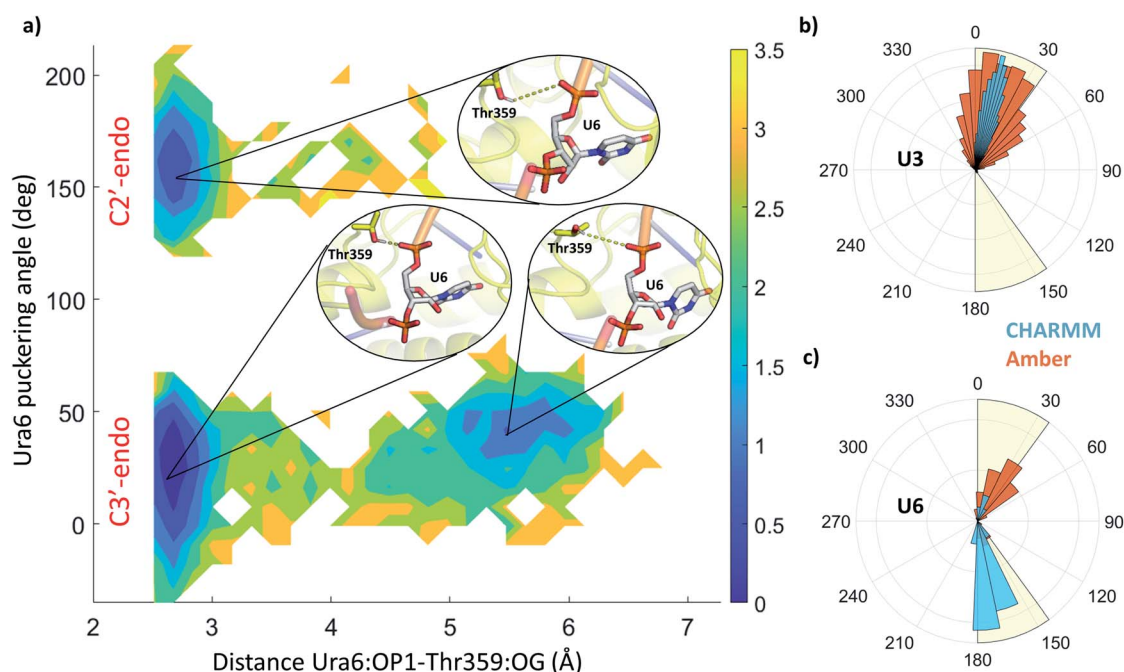 a)
Ura6 puckering angle (deg)
C2'-endo
C3'-endo
200
150
100
50
0
2
3
4
5
6
7
Distance Ura6:OP1-Thr359:OG (Å)
Thr359
U6
Thr359
U6
Thr359
U6
3.5
3
2.5
2
1.5
1
0.5
0
b)
0
330
30
300
60
270
U3
90
240
120
210
150
180
CHARMM
Amber
c)
0
330
30
300
60
270
U6
90
240
120
210
150
180